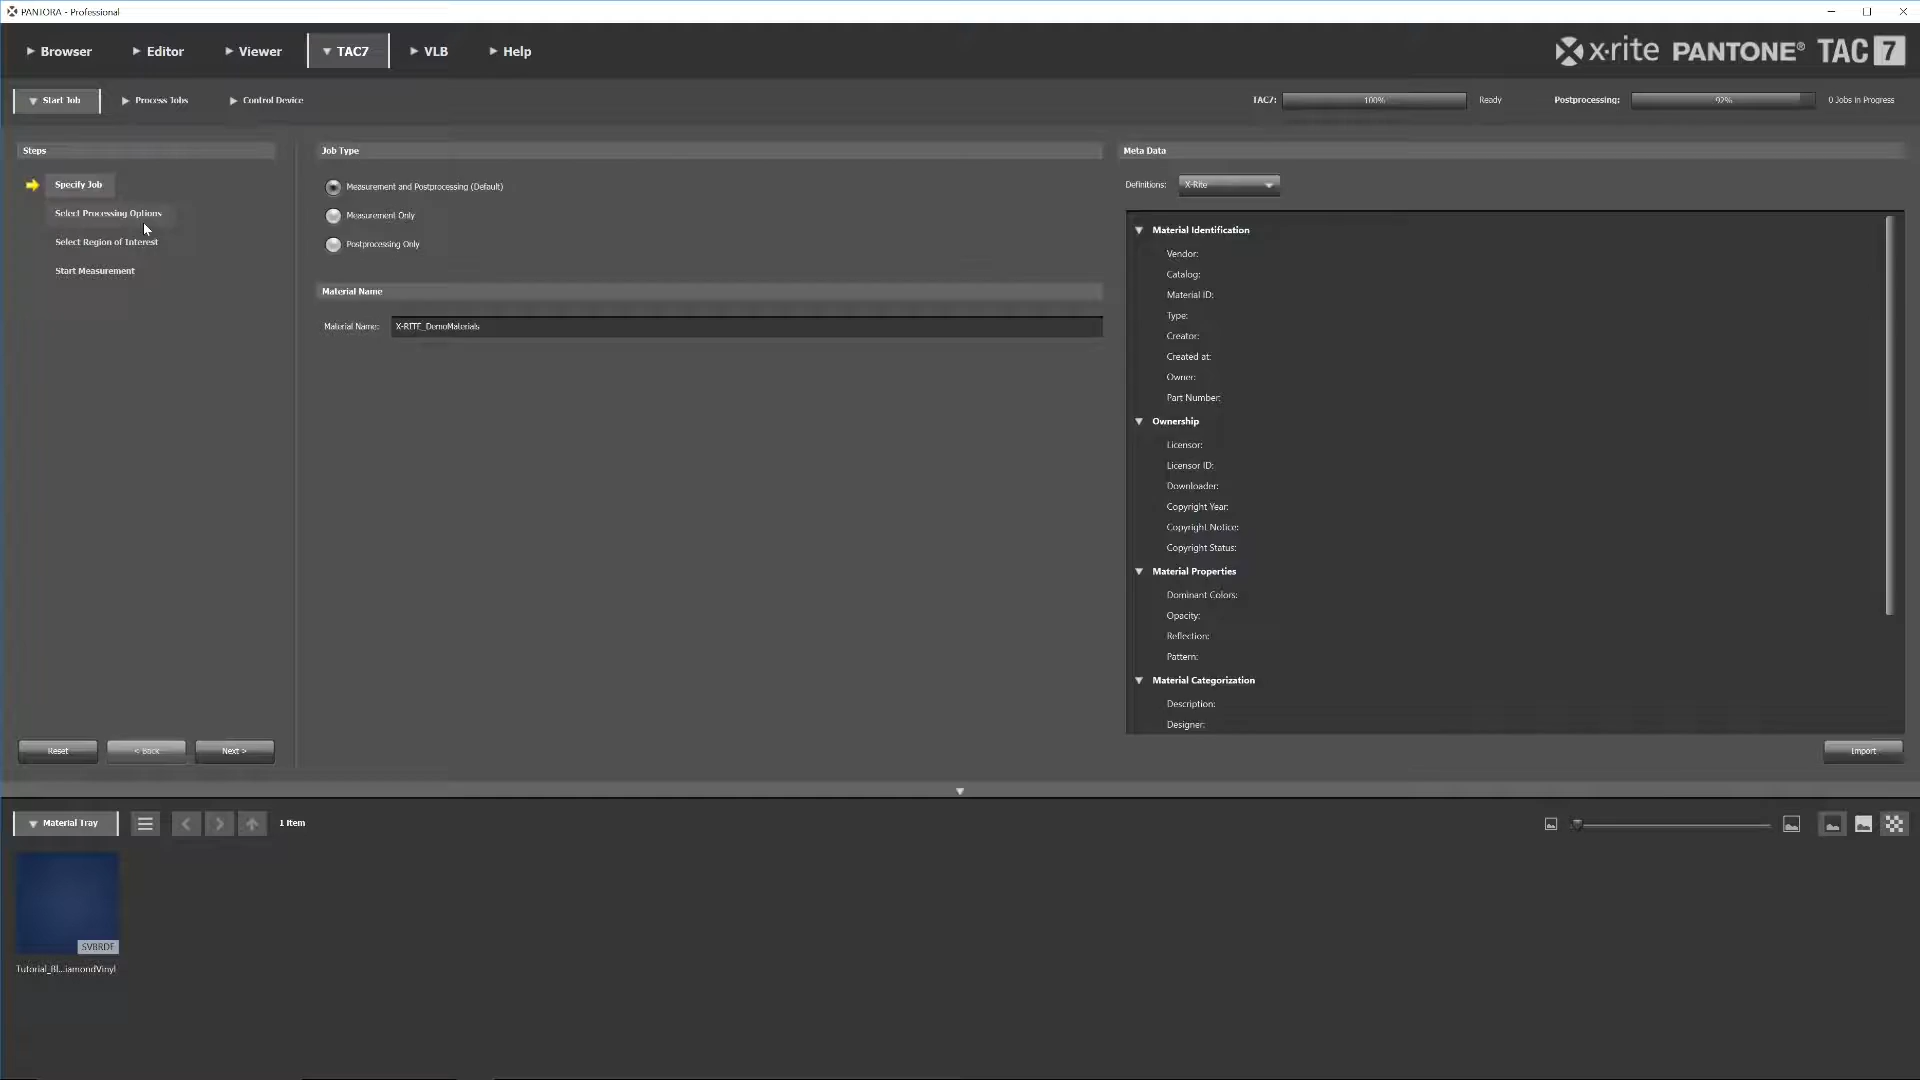 PANTORA - Professional
Browser
Editor
Viewer
TAC7
VLB
Help
x·rite PANTONE® TAC 7
Start Job
Process Jobs
Control Device
TAC7:
100%
Ready
Postprocessing:
92%
0 Jobs in Progress
Steps
Specify Job
Select Processing Options
Select Region of Interest
Start Measurement
Reset
< Back
Next >
Job Type
Measurement and Postprocessing (Default)
Measurement Only
Postprocessing Only
Material Name
Material Name:
X-RITE_DemoMaterials
Meta Data
Definitions:
X-Rite
Material Identification
Vendor:
Catalog:
Material ID:
Type:
Creator:
Created at:
Owner:
Part Number:
Ownership
Licensor:
Licensor ID:
Downloader:
Copyright Year:
Copyright Notice:
Copyright Status:
Material Properties
Dominant Colors:
Opacity:
Reflection:
Pattern:
Material Categorization
Description:
Designer:
Import
Material Tray
1 Item
SVBRDF
Tutorial_Bl...iamondVinyl